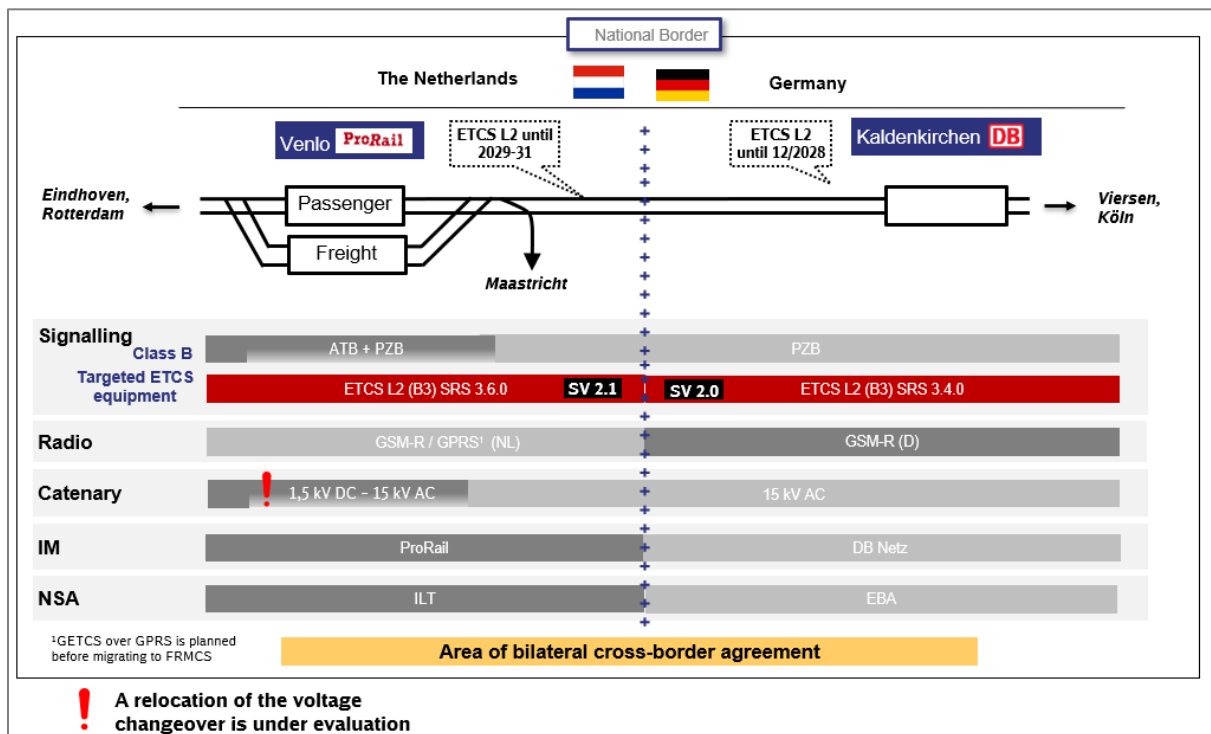 National Border
The Netherlands
Germany
Venlo ProRail
ETCS L2 until
2029-31
ETCS L2
until 12/2028
Kaldenkirchen DB
Eindhoven,
Rotterdam
Passenger
Freight
Maastricht
Viersen,
Köln
Signalling
Class B
ATB + PZB
PZB
Targeted ETCS
equipment
ETCS L2 (B3) SRS 3.6.0
SV 2.1
SV 2.0
ETCS L2 (B3) SRS 3.4.0
Radio
GSM-R / GPRS¹ (NL)
GSM-R (D)
Catenary
! 1,5 kV DC – 15 kV AC
15 kV AC
IM
ProRail
DB Netz
NSA
ILT
EBA
¹GETCS over GPRS is planned
before migrating to FRMCS
Area of bilateral cross-border agreement
! A relocation of the voltage
changeover is under evaluation